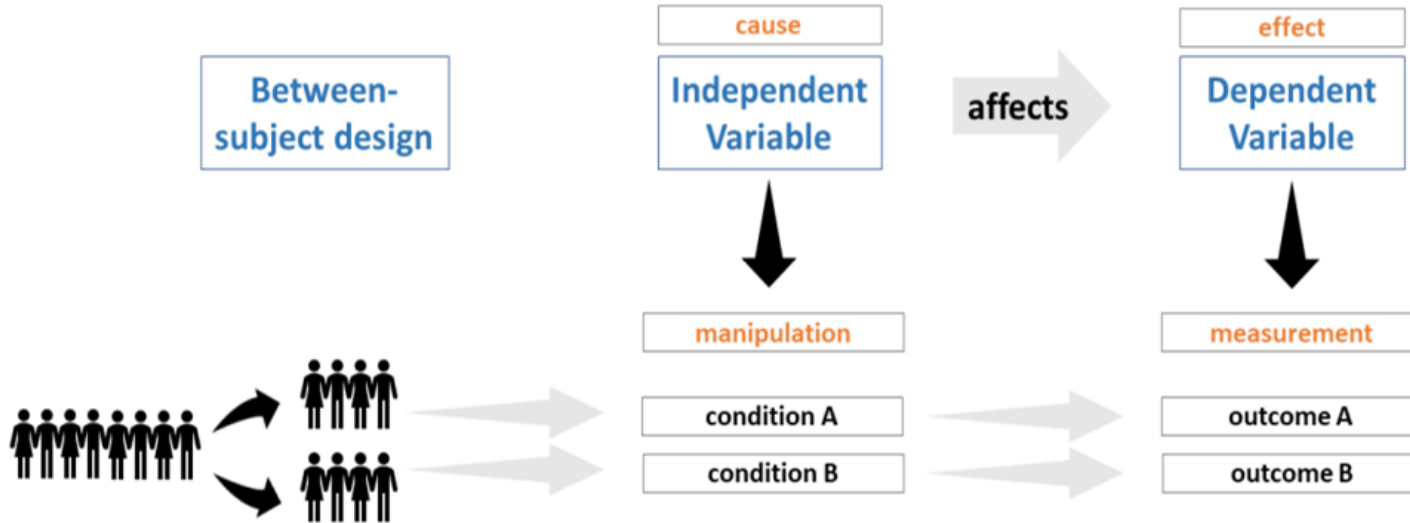 cause
effect
Between-
subject design
Independent
Variable
affects
Dependent
Variable
manipulation
measurement
condition A
outcome A
condition B
outcome B